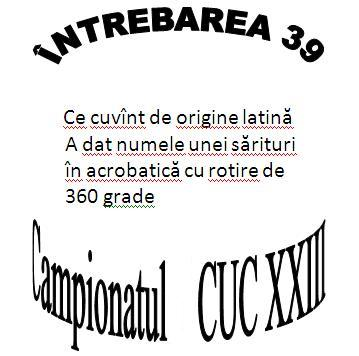 ÎNTREBAREA 39
Ce cuvînt de origine latină
A dat numele unei sărituri
în acrobatică cu rotire de
360 grade
Campionatul CUC XXIII